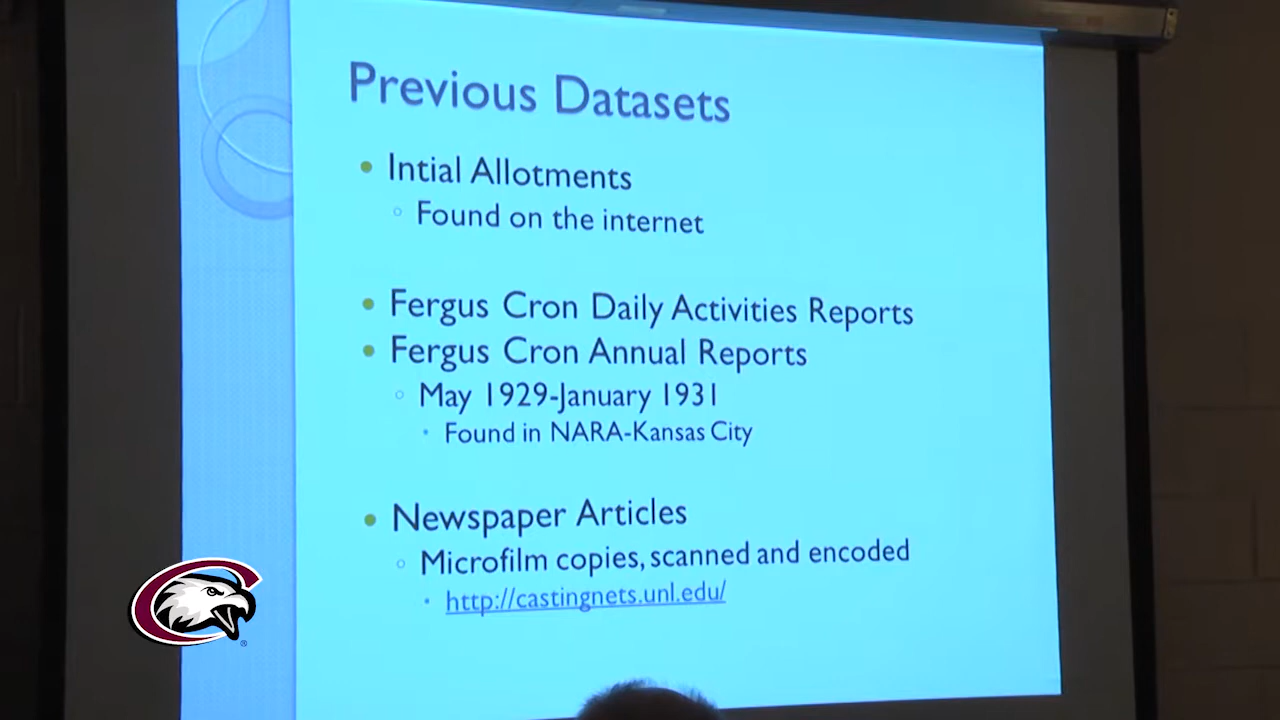 Previous Datasets
Intial Allotments
Found on the internet
Fergus Cron Daily Activities Reports
Fergus Cron Annual Reports
May 1929-January 1931
Found in NARA-Kansas City
Newspaper Articles
Microfilm copies, scanned and encoded
http://castingnets.unl.edu/